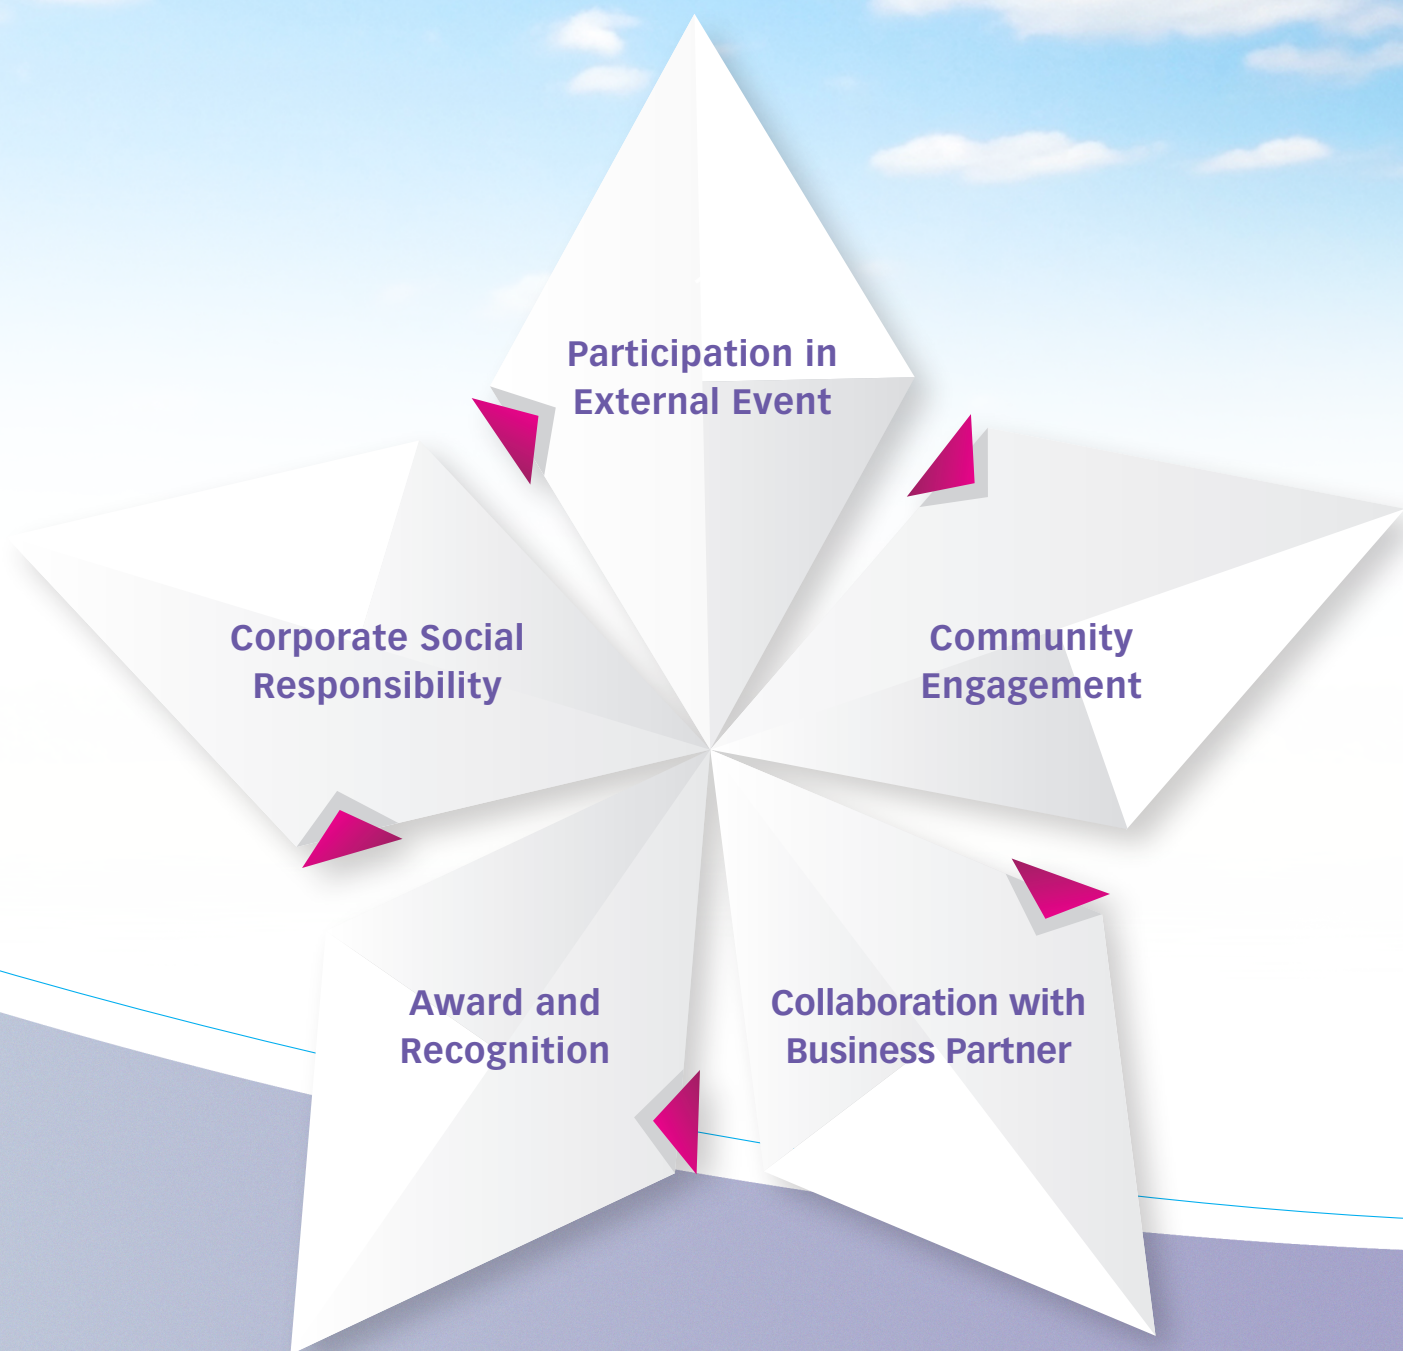 Participation in
External Event
Corporate Social
Responsibility
Community
Engagement
Award and
Recognition
Collaboration with
Business Partner